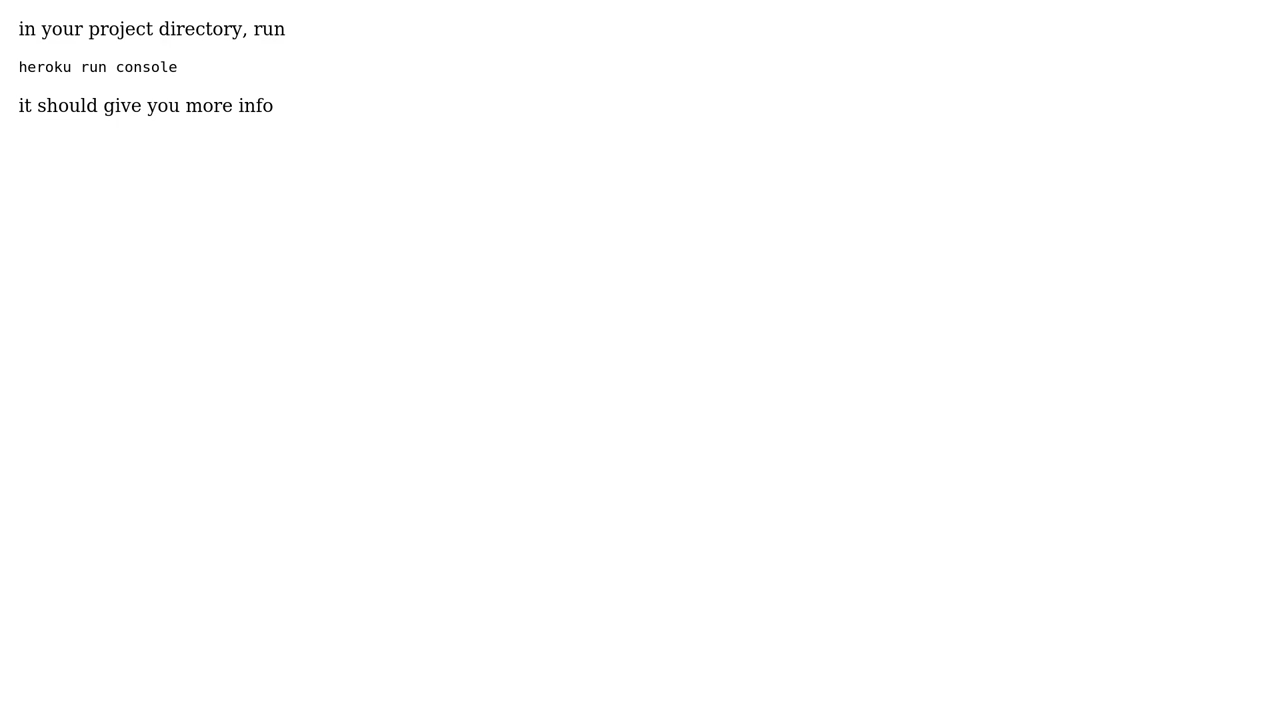 in your project directory, run
heroku run console
it should give you more info